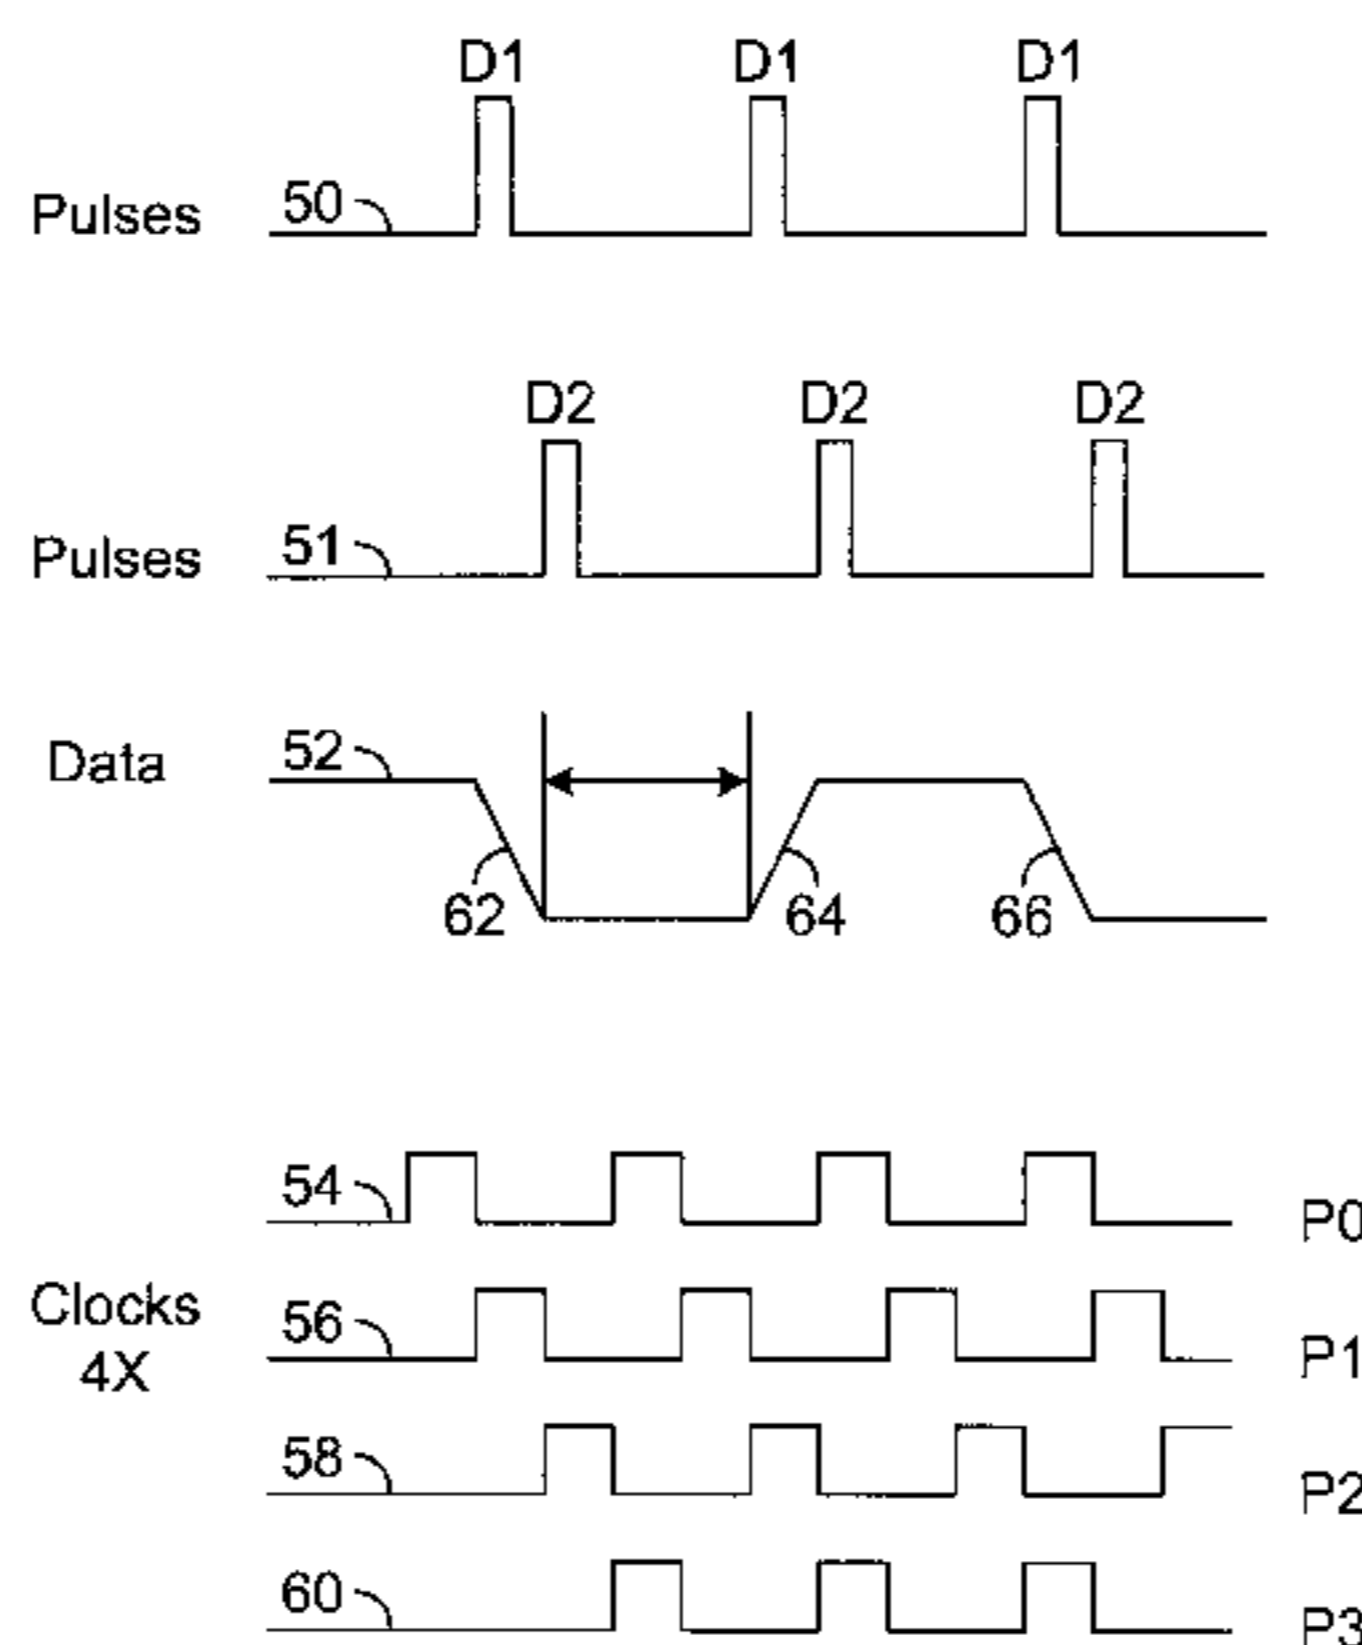 D1 D1 D1
Pulses 50
D2 D2 D2
Pulses 51
Data 52
62 64 66
54 P0
Clocks
4X
56 P1
58 P2
60 P3